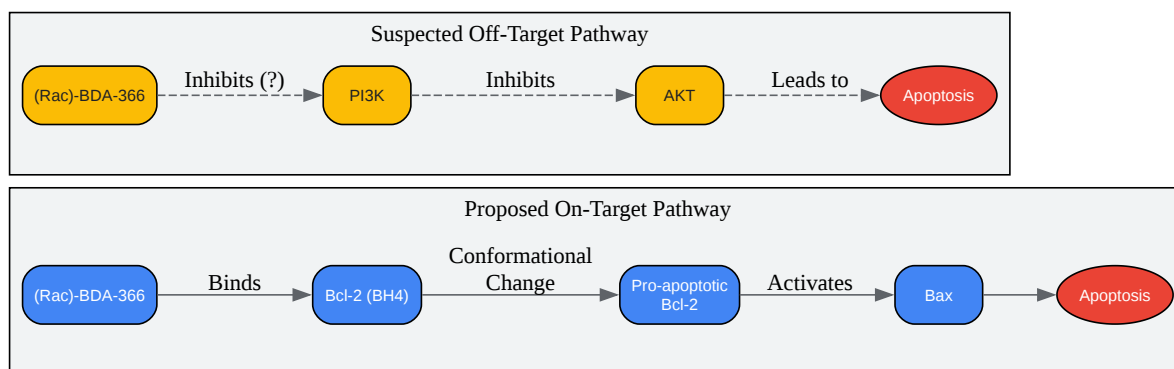 Suspected Off-Target Pathway
(Rac)-BDA-366
Inhibits (?)
PI3K
Inhibits
AKT
Leads to
Apoptosis
Proposed On-Target Pathway
(Rac)-BDA-366
Binds
Bcl-2 (BH4)
Conformational
Change
Pro-apoptotic
Bcl-2
Activates
Bax
Apoptosis